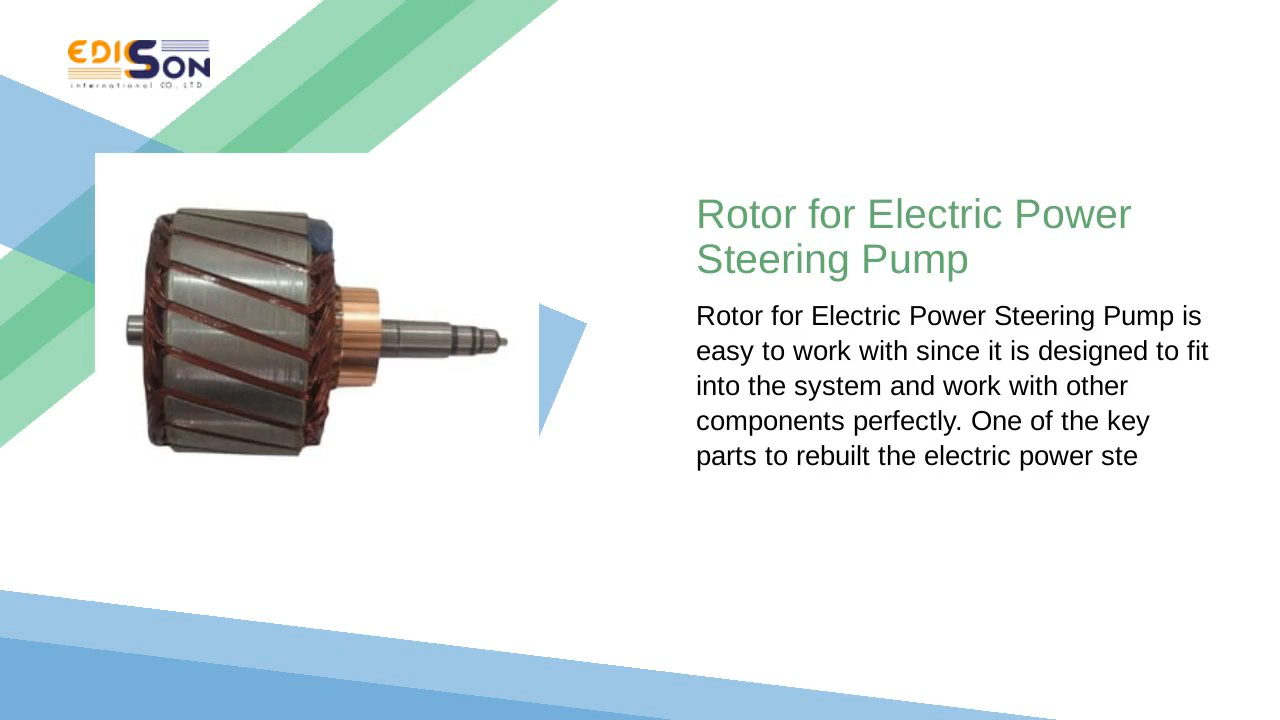 EDISON
international CO., LTD
Rotor for Electric Power
Steering Pump
Rotor for Electric Power Steering Pump is
easy to work with since it is designed to fit
into the system and work with other
components perfectly. One of the key
parts to rebuilt the electric power ste